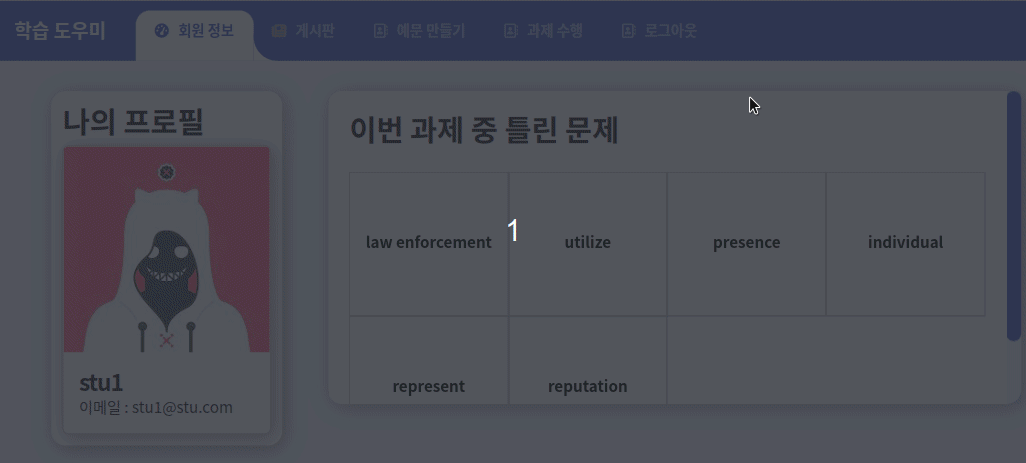 학습 도우미
회원 정보
게시판
예문 만들기
과제 수행
로그아웃
나의 프로필
stu1
이메일 : stu1@stu.com
이번 과제 중 틀린 문제
law enforcement
utilize
presence
individual
represent
reputation
1